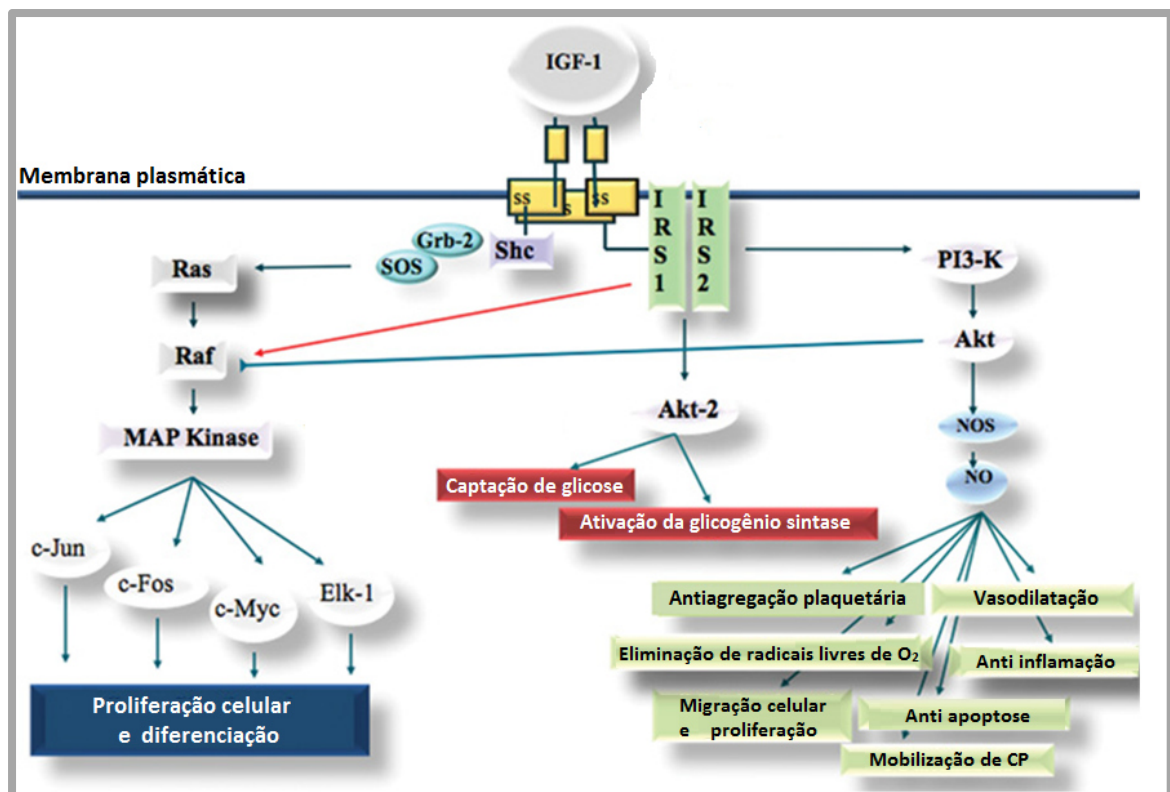 IGF-1
Membrana plasmática
ss
s
ss
I
R
S
1
I
R
S
2
Grb-2
SOS
Shc
Ras
PI3-K
Raf
Akt
MAP Kinase
Akt-2
NOS
NO
Captação de glicose
Ativação da glicogênio sintase
c-Jun
c-Fos
c-Myc
Elk-1
Antiagregação plaquetária
Vasodilatação
Eliminação de radicais livres de O₂
Anti inflamação
Migração celular
e proliferação
Anti apoptose
Mobilização de CP
Proliferação celular
e diferenciação